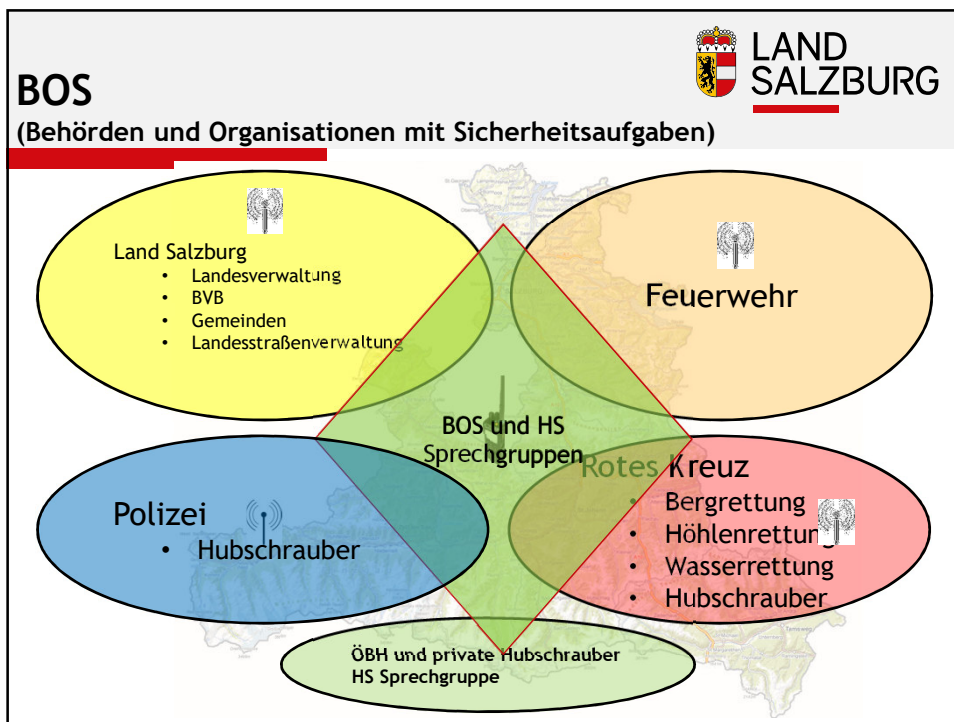 LAND
SALZBURG
BOS
(Behörden und Organisationen mit Sicherheitsaufgaben)
Land Salzburg
• Landesverwaltung
• BVB
• Gemeinden
• Landesstraßenverwaltung
Feuerwehr
BOS und HS
Sprechgruppen
Polizei
• Hubschrauber
Rotes Kreuz
• Bergrettung
• Höhlenrettung
• Wasserrettung
• Hubschrauber
ÖBH und private Hubschrauber
HS Sprechgruppe